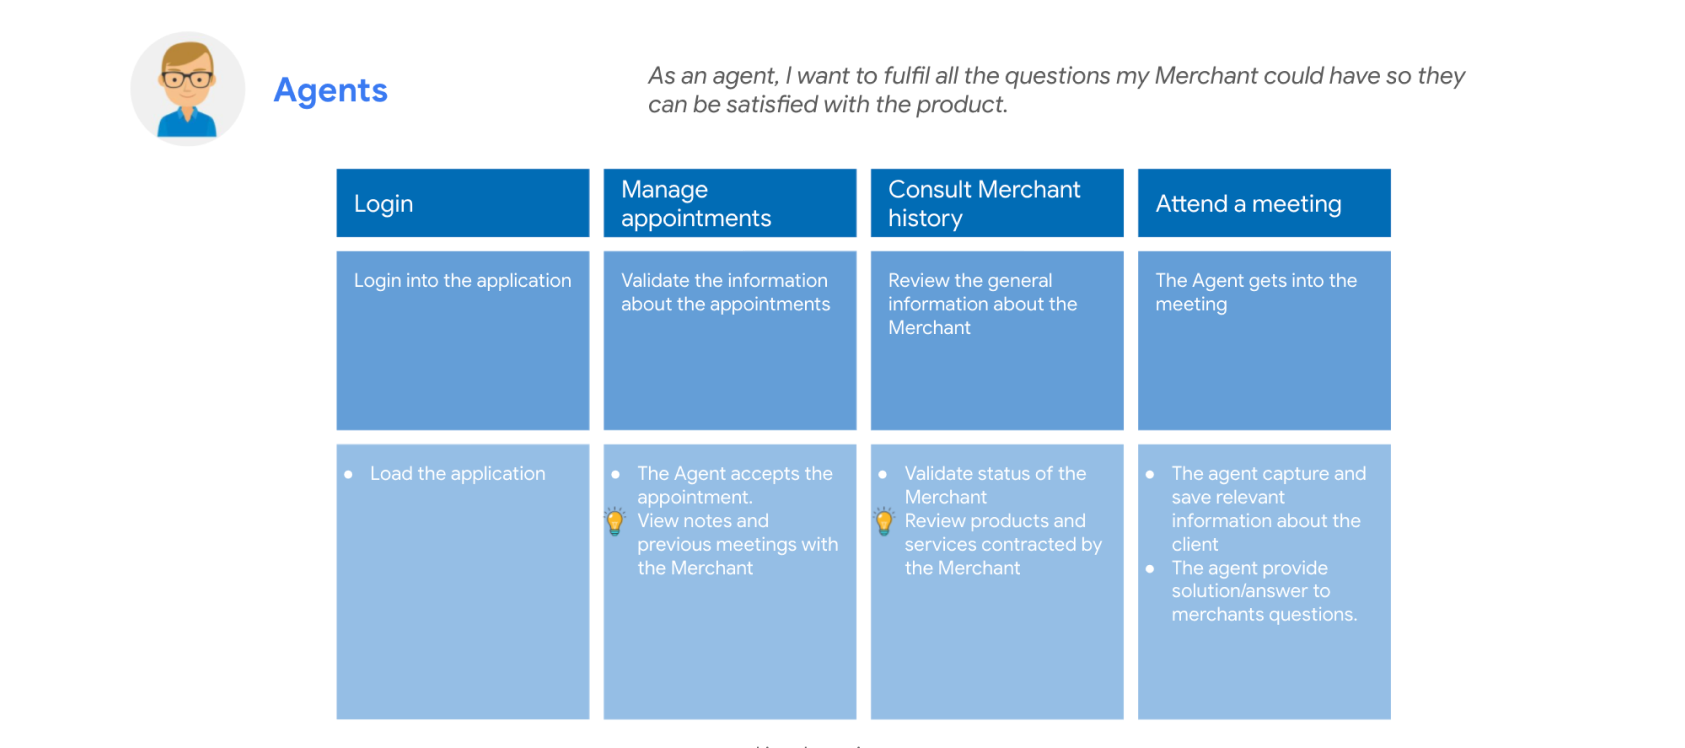 Agents
As an agent, I want to fulfil all the questions my Merchant could have so they
can be satisfied with the product.
Login
Manage
appointments
Consult Merchant
history
Attend a meeting
Login into the application
Validate the information
about the appointments
Review the general
information about the
Merchant
The Agent gets into the
meeting
● Load the application
● The Agent accepts the
appointment.
View notes and
previous meetings with
the Merchant
● Validate status of the
Merchant
Review products and
services contracted by
the Merchant
● The agent capture and
save relevant
information about the
client
● The agent provide
solution/answer to
merchants questions.